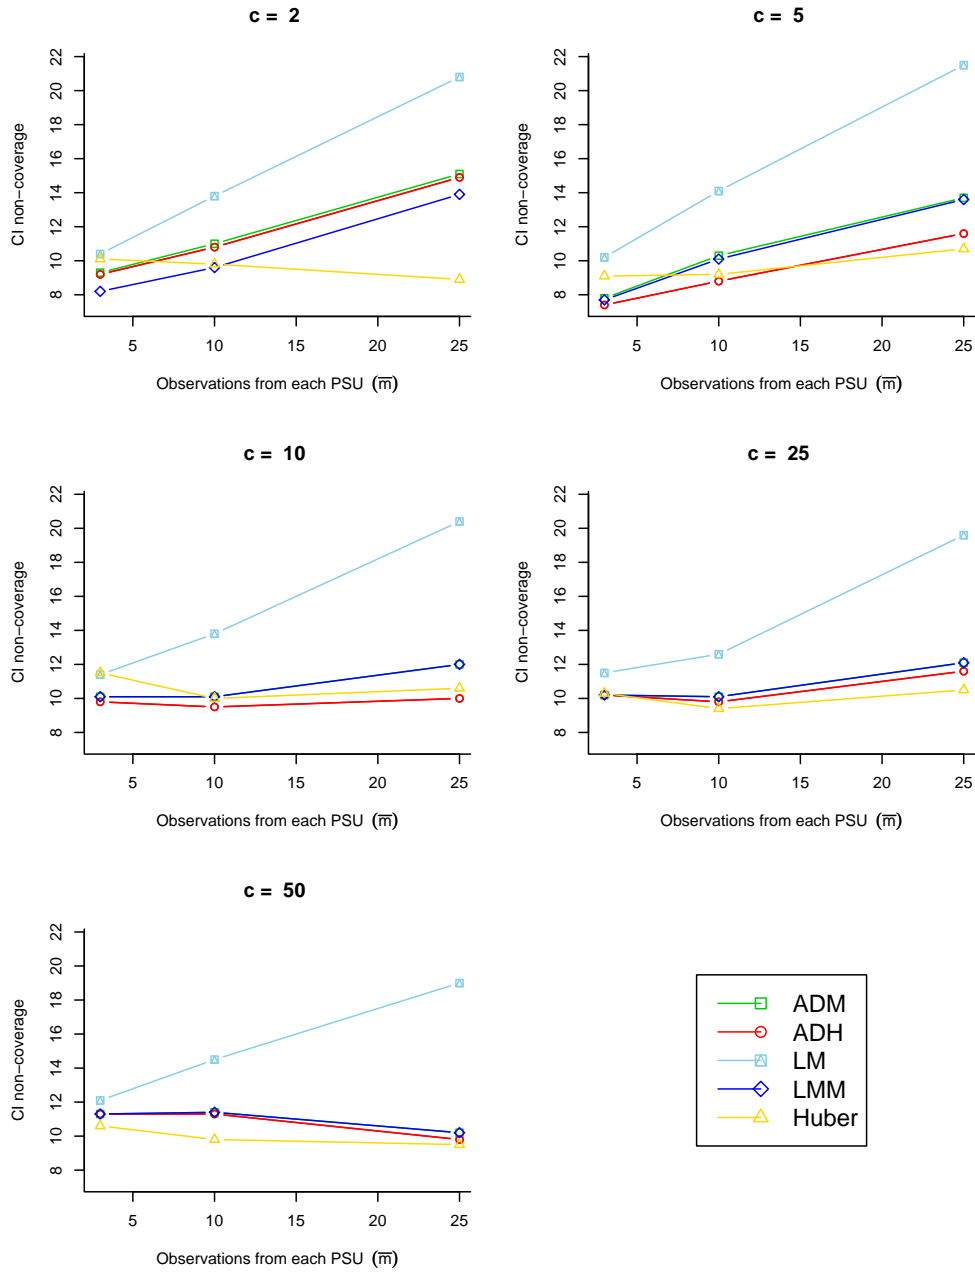 c = 2
CI non−coverage
22
20
18
16
14
12
10
8
5 10 15 20 25
Observations from each PSU (m̅)
c = 5
CI non−coverage
22
20
18
16
14
12
10
8
5 10 15 20 25
Observations from each PSU (m̅)
c = 10
CI non−coverage
22
20
18
16
14
12
10
8
5 10 15 20 25
Observations from each PSU (m̅)
c = 25
CI non−coverage
22
20
18
16
14
12
10
8
5 10 15 20 25
Observations from each PSU (m̅)
c = 50
CI non−coverage
22
20
18
16
14
12
10
8
5 10 15 20 25
Observations from each PSU (m̅)
ADM
ADH
LM
LMM
Huber